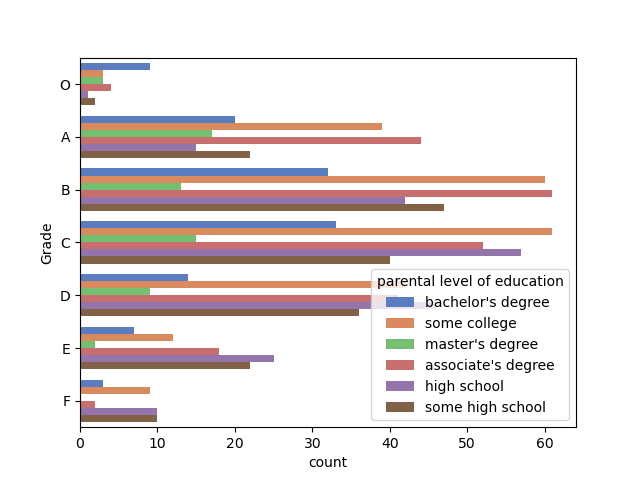 O
A
B
C
D
E
F
Grade
0 10 20 30 40 50 60
count
parental level of education
bachelor's degree
some college
master's degree
associate's degree
high school
some high school